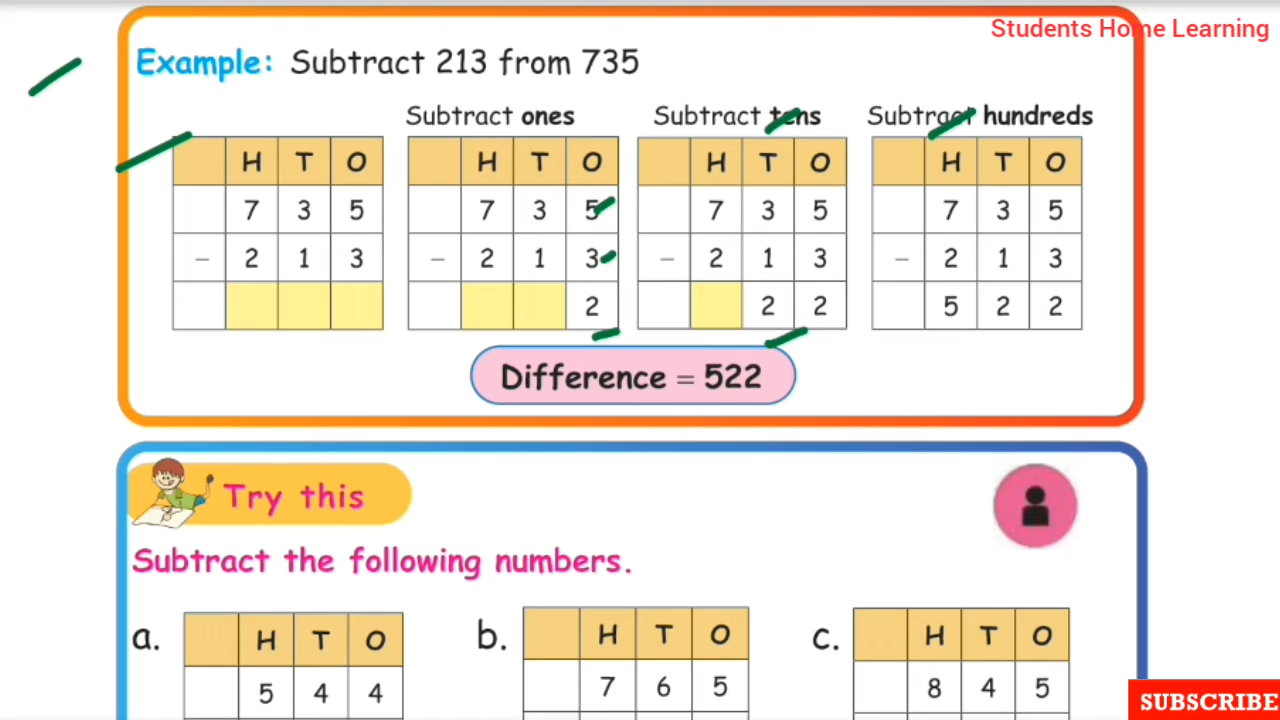 Students Home Learning
Example: Subtract 213 from 735
Subtract ones Subtract tens Subtract hundreds
H T O H T O H T O H T O
7 3 5 7 3 5 7 3 5 7 3 5
– 2 1 3 – 2 1 3 – 2 1 3 – 2 1 3
2 2 2 5 2 2
Difference = 522
Try this
Subtract the following numbers.
a. H T O b. H T O c. H T O
5 4 4 7 6 5 8 4 5
SUBSCRIBE